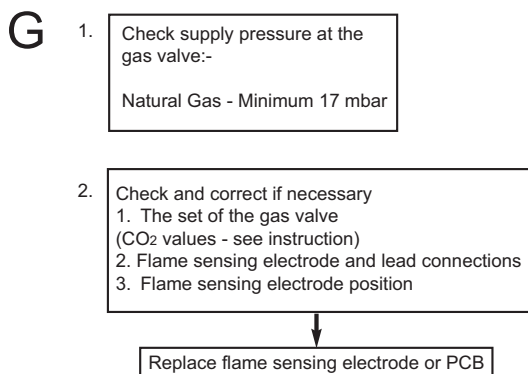 G
1. Check supply pressure at the
gas valve:-
Natural Gas - Minimum 17 mbar
2. Check and correct if necessary
1. The set of the gas valve
(CO2 values - see instruction)
2. Flame sensing electrode and lead connections
3. Flame sensing electrode position
Replace flame sensing electrode or PCB